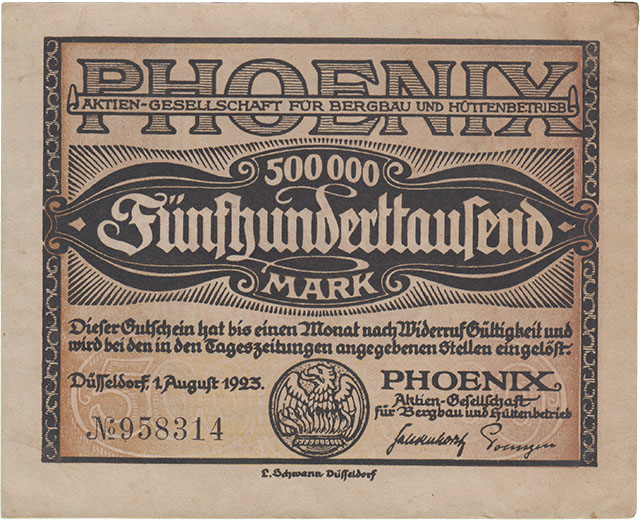 PHOENIX
AKTIEN-GESELLSCHAFT FÜR BERGBAU UND HÜTTENBETRIEB
500 000
Fünfhunderttausend
MARK
Dieser Gutschein hat bis einen Monat nach Widerruf Gültigkeit und
wird bei den in den Tageszeitungen angegebenen Stellen eingelöst.
Düsseldorf, 1. August 1923.
PHOENIX
Aktien-Gesellschaft
für Bergbau und Hüttenbetrieb
№ 958314
L. Schwann Düsseldorf